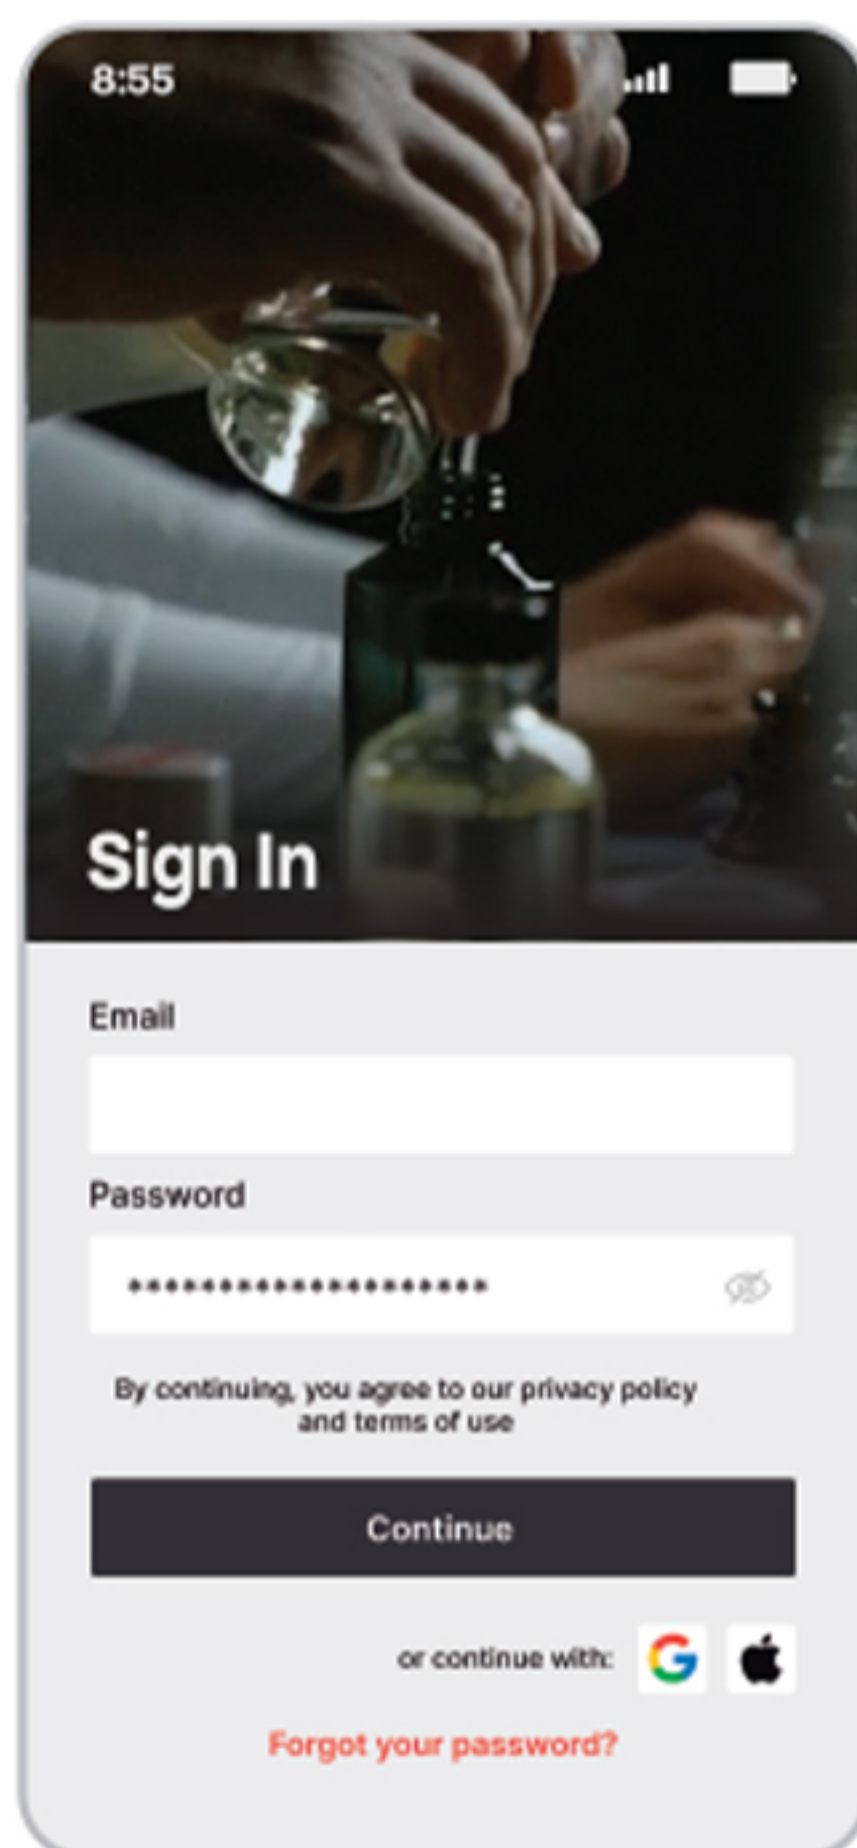 8:55
Sign In
Email
Password
********************
By continuing, you agree to our privacy policy
and terms of use
Continue
or continue with:
Forgot your password?